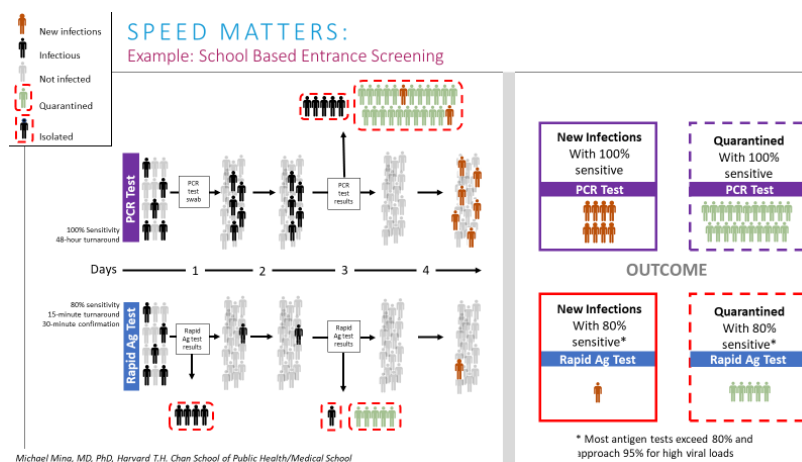 New infections
Infectious
Not infected
Quarantined
Isolated
SPEED MATTERS:
Example: School Based Entrance Screening
PCR Test
100% Sensitivity
48-hour turnaround
PCR
test
swab
PCR
test
results
Days
1
2
3
4
80% sensitivity
15-minute turnaround
30-minute confirmation
Rapid Ag Test
Rapid
Ag test
results
Rapid
Ag test
results
Michael Mina, MD, PhD, Harvard T.H. Chan School of Public Health/Medical School
New Infections
With 100%
sensitive
PCR Test
Quarantined
With 100%
sensitive
PCR Test
OUTCOME
New Infections
With 80%
sensitive*
Rapid Ag Test
Quarantined
With 80%
sensitive*
Rapid Ag Test
* Most antigen tests exceed 80% and
approach 95% for high viral loads